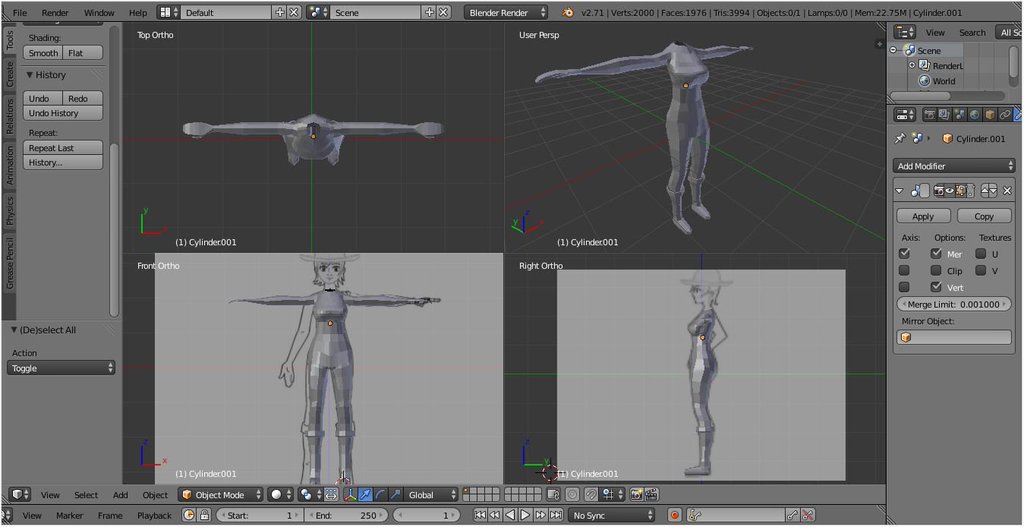 File Render Window Help Default Scene Blender Render v2.71 | Verts:2000 | Faces:1976 | Tris:3994 | Objects:0/1 | Lamps:0/0 | Mem:22.75M | Cylinder.001
Tools
Create
Relations
Animation
Physics
Grease Pencil
Shading:
Smooth Flat
History
Undo Redo
Undo History
Repeat:
Repeat Last
History...
(De)select All
Action
Toggle
Top Ortho
(1) Cylinder.001
User Persp
(1) Cylinder.001
Front Ortho
(1) Cylinder.001
Right Ortho
(1) Cylinder.001
View Search All Sc
Scene
RenderL
World
Cylinder.001
Add Modifier
Apply Copy
Axis: Options: Textures
Mer U
Clip V
Vert
Merge Limit: 0.001000
Mirror Object:
View Select Add Object Object Mode Global
View Marker Frame Playback Start: 1 End: 250 1 No Sync